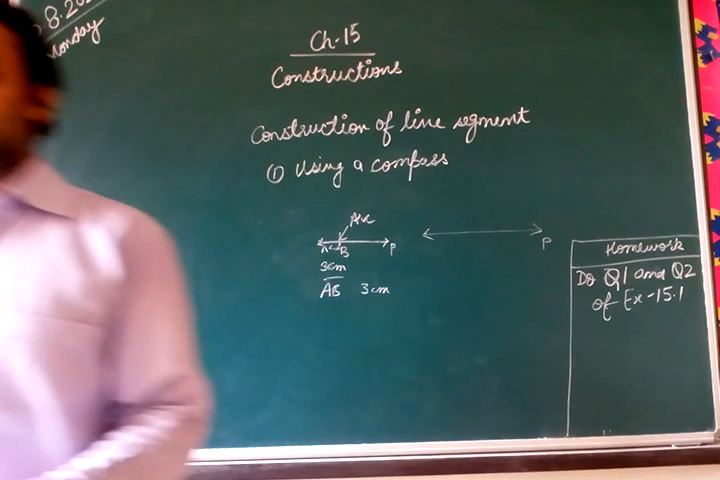 Monday
Ch-15
Constructions
Construction of line segment
① Using a compass
Arc
A B P
3cm
AB 3cm
P
Homework
Do Q1 and Q2
of Ex-15.1